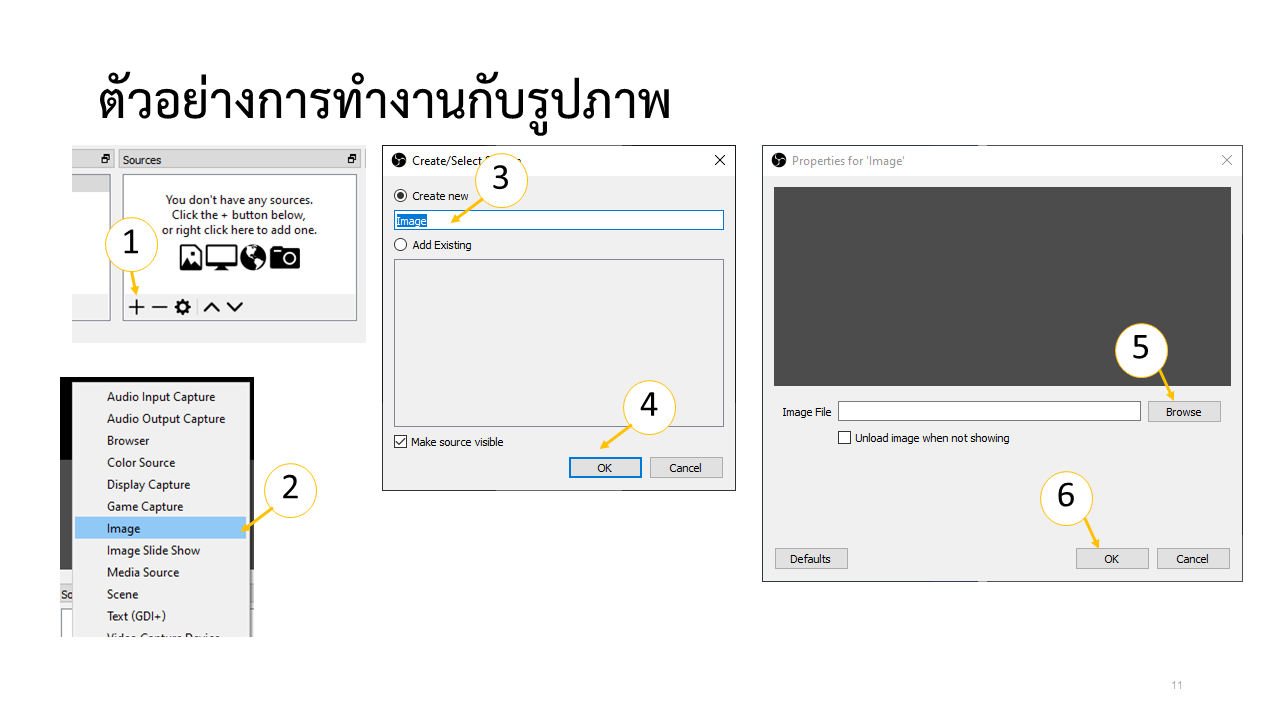 ตัวอย่างการทำงานกับรูปภาพ
Sources
You don't have any sources.
Click the + button below,
or right click here to add one.
1
Audio Input Capture
Audio Output Capture
Browser
Color Source
Display Capture
Game Capture
Image
Image Slide Show
Media Source
Scene
Text (GDI+)
Video Capture Device
2
Create/Select
3
Create new
Image
Add Existing
4
Make source visible
OK Cancel
Properties for 'Image'
5
Image File Browse
Unload image when not showing
6
Defaults OK Cancel
11